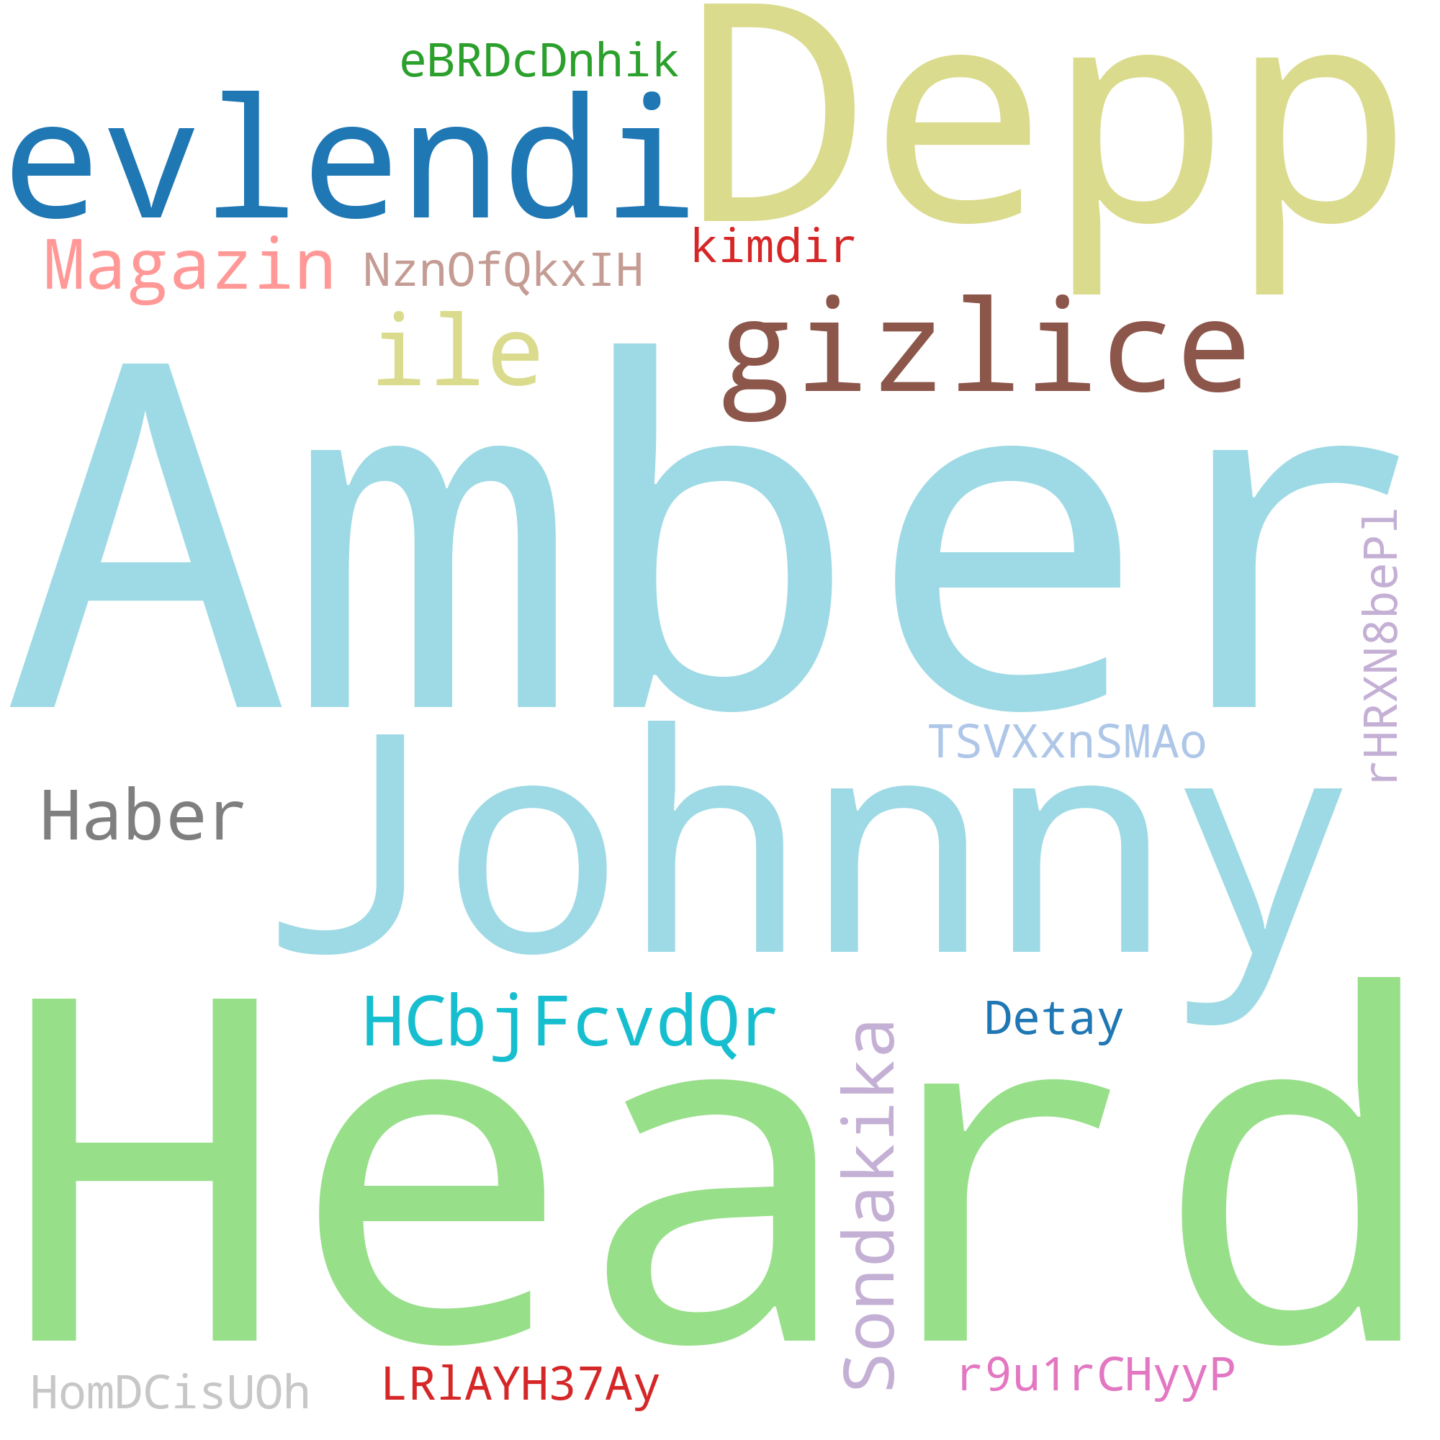 eBRDcDnhik
Depp
evlendi
Magazin
NznOfQkxIH
kimdir
ile
gizlice
Amber
rHRXN8bePl
TSVXxnSMAo
Haber
Johnny
HCbjFcvdQr
Detay
Sondakika
Heard
HomDCisUOh
LRlAYH37Ay
r9u1rCHyyP